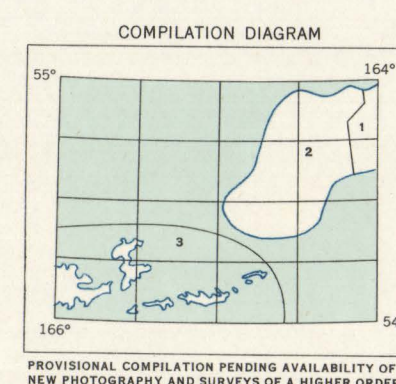 COMPILATION DIAGRAM
55° 164°
1
2
3
166° 54
PROVISIONAL COMPILATION PENDING AVAILABILITY OF
NEW PHOTOGRAPHY AND SURVEYS OF A HIGHER ORDER